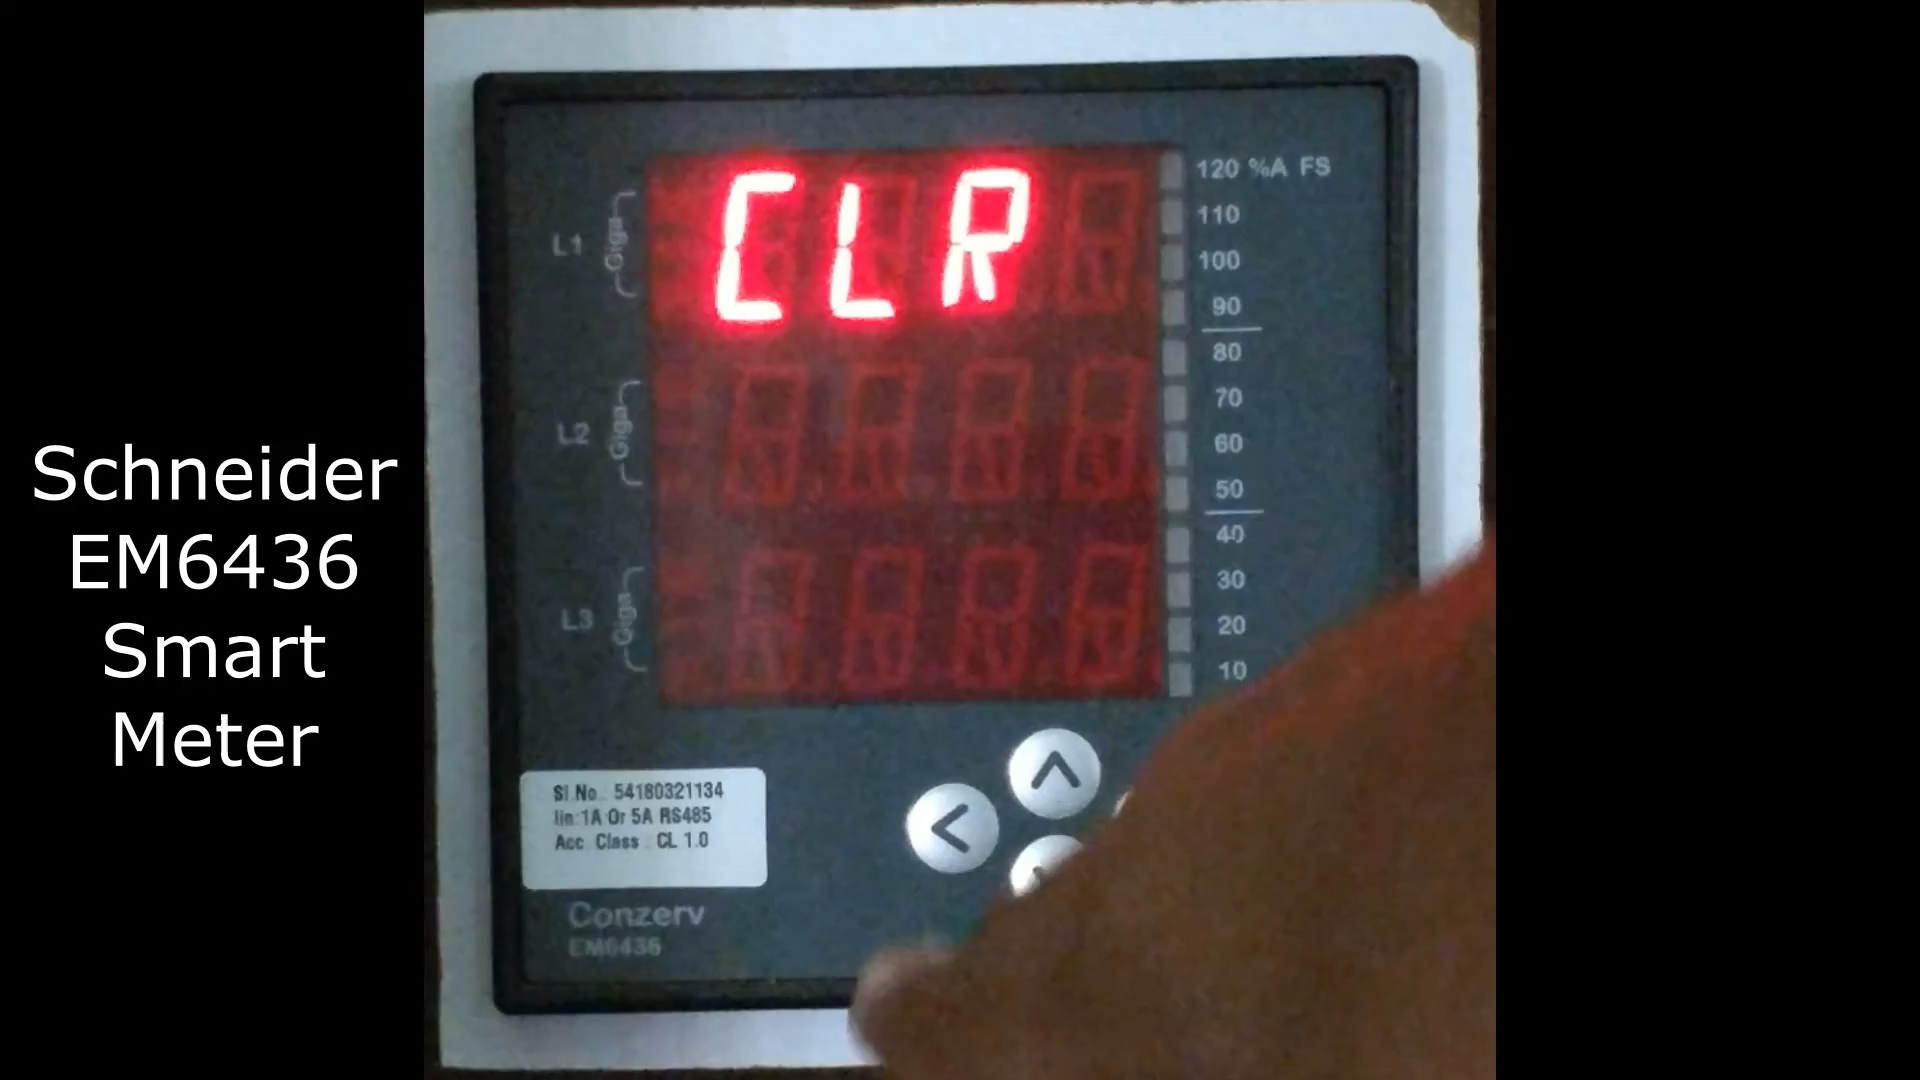 Schneider
EM6436
Smart
Meter
CLR
L1 Giga
L2 Giga
L3 Giga
120 %A FS
110
100
90
80
70
60
50
40
30
20
10
Sl.No.: 54180321134
Iin:1A Or 5A RS485
Acc. Class : CL 1.0
Conzerv
EM6436